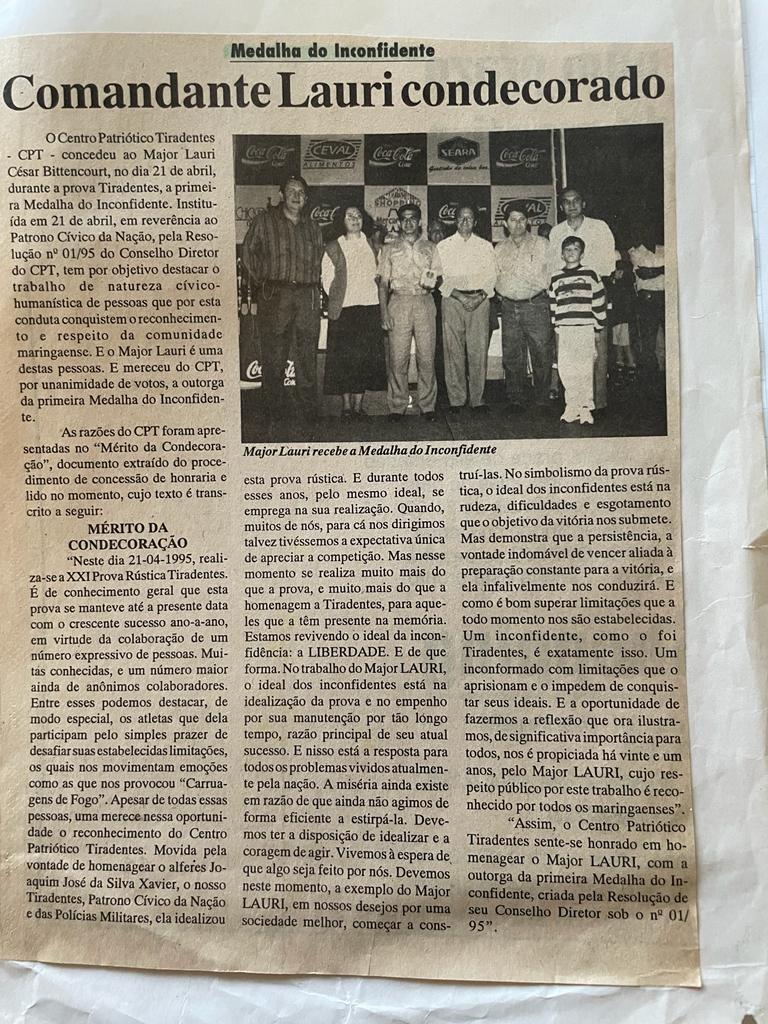 Medalha do Inconfidente
Comandante Lauri condecorado
O Centro Patriótico Tiradentes
- CPT - concedeu ao Major Lauri
César Bittencourt, no dia 21 de abril,
durante a prova Tiradentes, a primei-
ra Medalha do Inconfidente. Institu-
ída em 21 de abril, em reverência ao
Patrono Cívico da Nação, pela Reso-
lução nº 01/95 do Conselho Diretor
do CPT, tem por objetivo destacar o
trabalho de natureza cívico-
humanística de pessoas que por esta
conduta conquistem o reconhecimen-
to e respeito da comunidade
maringaense. E o Major Lauri é uma
destas pessoas. E mereceu do CPT,
por unanimidade de votos, a outorga
da primeira Medalha do Inconfiden-
te.
As razões do CPT foram apre-
sentadas no "Mérito da Condecora-
ção", documento extraído do proce-
dimento de concessão de honraria e
lido no momento, cujo texto é trans-
crito a seguir:
MÉRITO DA
CONDECORAÇÃO
"Neste dia 21-04-1995, reali-
za-se a XXI Prova Rústica Tiradentes.
É de conhecimento geral que esta
prova se manteve até a presente data
com o crescente sucesso ano-a-ano,
em virtude da colaboração de um
número expressivo de pessoas. Mui-
tas conhecidas, e um número maior
ainda de anônimos colaboradores.
Entre esses podemos destacar, de
modo especial, os atletas que dela
participam pelo simples prazer de
desafiar suas estabelecidas limitações,
os quais nos movimentam emoções
como as que nos provocou "Carrua-
gens de Fogo". Apesar de todas essas
pessoas, uma merece nessa oportuni-
dade o reconhecimento do Centro
Patriótico Tiradentes. Movida pela
vontade de homenagear o alferes Jo-
aquim José da Silva Xavier, o nosso
Tiradentes, Patrono Cívico da Nação
e das Polícias Militares, ela idealizou
Coca-Cola
CEVAL
ALIMENTOS
Coca-Cola
SEARA
Coca-Cola
Coca-Cola
SHOPPING
Coca-Cola
CEVAL
ALIMENTOS
Major Lauri recebe a Medalha do Inconfidente
esta prova rústica. E durante todos
esses anos, pelo mesmo ideal, se
emprega na sua realização. Quando,
muitos de nós, para cá nos dirigimos
talvez tivéssemos a expectativa única
de apreciar a competição. Mas nesse
momento se realiza muito mais do
que a prova, e muito mais do que a
homenagem a Tiradentes, para aque-
les que a têm presente na memória.
Estamos revivendo o ideal da incon-
fidência: a LIBERDADE. E de que
forma. No trabalho do Major LAURI,
o ideal dos inconfidentes está na
idealização da prova e no empenho
por sua manutenção por tão lóngo
tempo, razão principal de seu atual
sucesso. E nisso está a resposta para
todos os problemas vividos atualmen-
te pela nação. A miséria ainda existe
em razão de que ainda não agimos de
forma eficiente a estirpá-la. Deve-
mos ter a disposição de idealizar e a
coragem de agir. Vivemos à espera de
que algo seja feito por nós. Devemos
neste momento, a exemplo do Major
LAURI, em nossos desejos por uma
sociedade melhor, começar a cons-
truí-las. No simbolismo da prova rús-
tica, o ideal dos inconfidentes está na
rudeza, dificuldades e esgotamento
que o objetivo da vitória nos submete.
Mas demonstra que a persistência, a
vontade indomável de vencer aliada à
preparação constante para a vitória, e
ela infalivelmente nos conduzirá. E
como é bom superar limitações que a
todo momento nos são estabelecidas.
Um inconfidente, como o foi
Tiradentes, é exatamente isso. Um
inconformado com limitações que o
aprisionam e o impedem de conquis-
tar seus ideais. E a oportunidade de
fazermos a reflexão que ora ilustra-
mos, de significativa importância para
todos, nos é propiciada há vinte e um
anos, pelo Major LAURI, cujo res-
peito público por este trabalho é reco-
nhecido por todos os maringaenses".
"Assim, o Centro Patriótico
Tiradentes sente-se honrado em ho-
menagear o Major LAURI, com a
outorga da primeira Medalha do In-
confidente, criada pela Resolução de
seu Conselho Diretor sob o nº 01/
95".